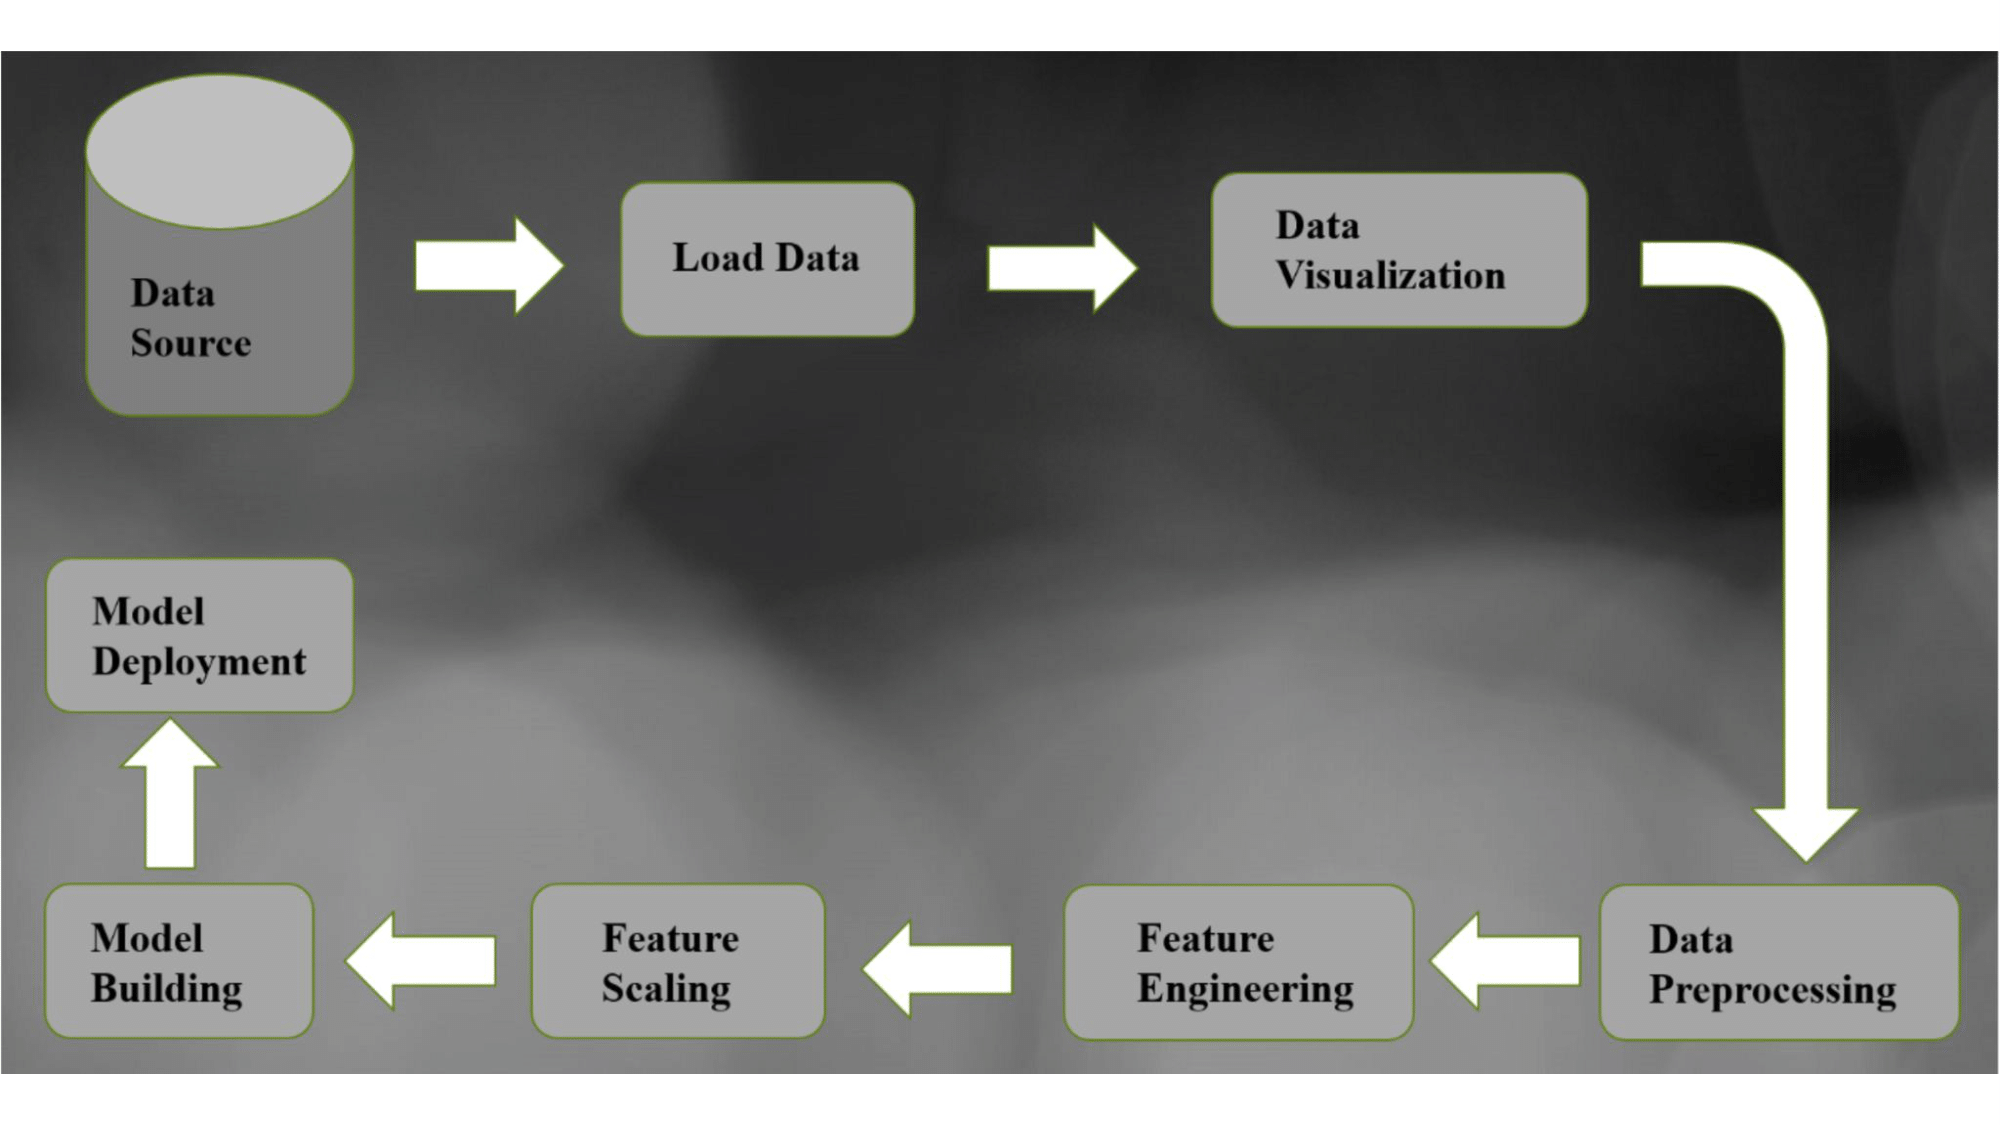 Data
Source
Load Data
Data
Visualization
Data
Preprocessing
Feature
Engineering
Feature
Scaling
Model
Building
Model
Deployment